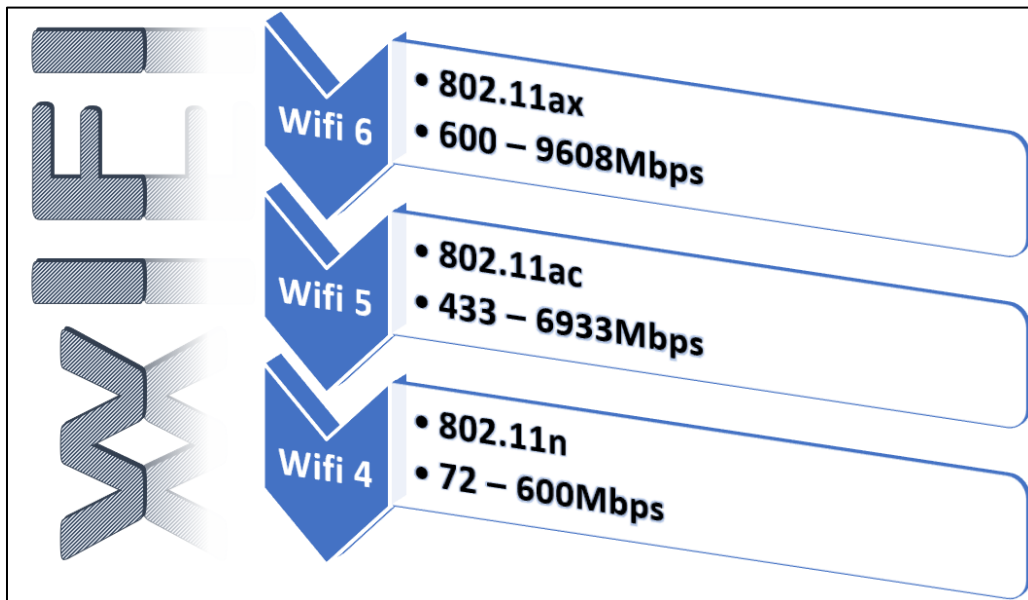 WIFI
Wifi 6
• 802.11ax
• 600 – 9608Mbps
Wifi 5
• 802.11ac
• 433 – 6933Mbps
Wifi 4
• 802.11n
• 72 – 600Mbps